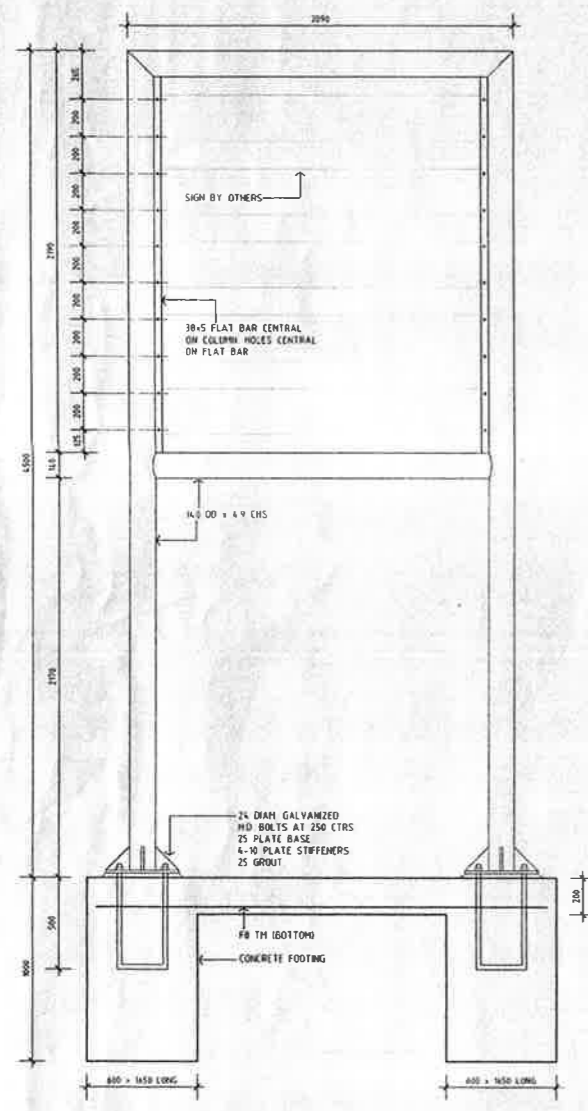 2090
265
200
200
200
200
200
200
200
200
200
125
2190
140
4500
2170
500
1000
200
SIGN BY OTHERS
30×5 FLAT BAR CENTRAL
ON COLUMN. HOLES CENTRAL
ON FLAT BAR
140 OD × 4.9 CHS
24 DIAM GALVANIZED
HD BOLTS AT 250 CTRS
25 PLATE BASE
4-10 PLATE STIFFENERS
25 GROUT
F8 TM (BOTTOM)
CONCRETE FOOTING
600 × 1650 LONG
600 × 1650 LONG